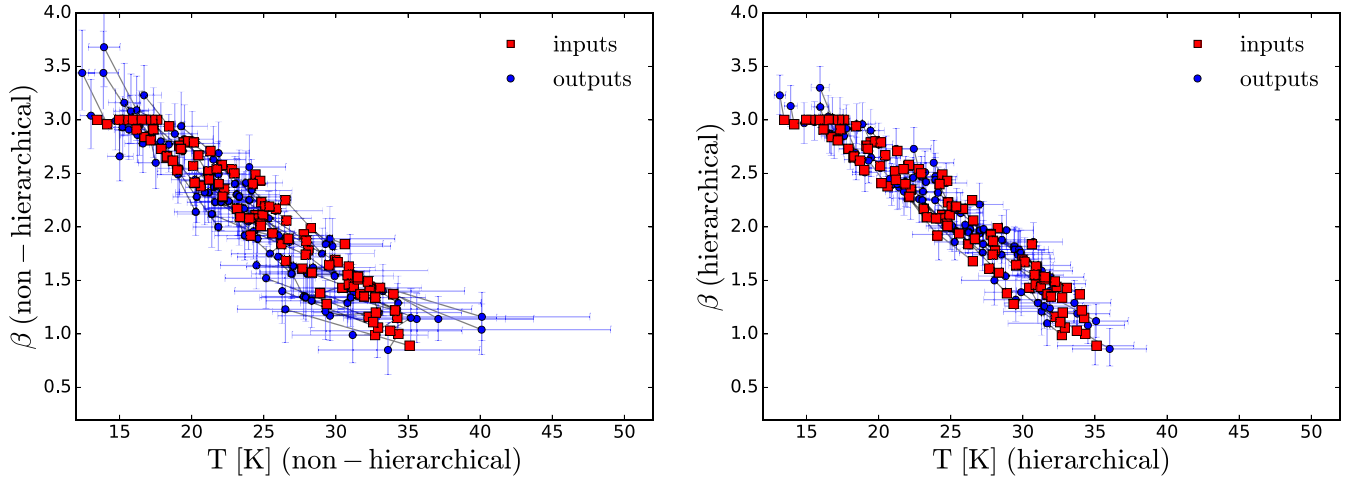 4.0
3.5
3.0
2.5
2.0
1.5
1.0
0.5
β (non − hierarchical)
inputs
outputs
15 20 25 30 35 40 45 50
T [K] (non − hierarchical)
4.0
3.5
3.0
2.5
2.0
1.5
1.0
0.5
β (hierarchical)
inputs
outputs
15 20 25 30 35 40 45 50
T [K] (hierarchical)